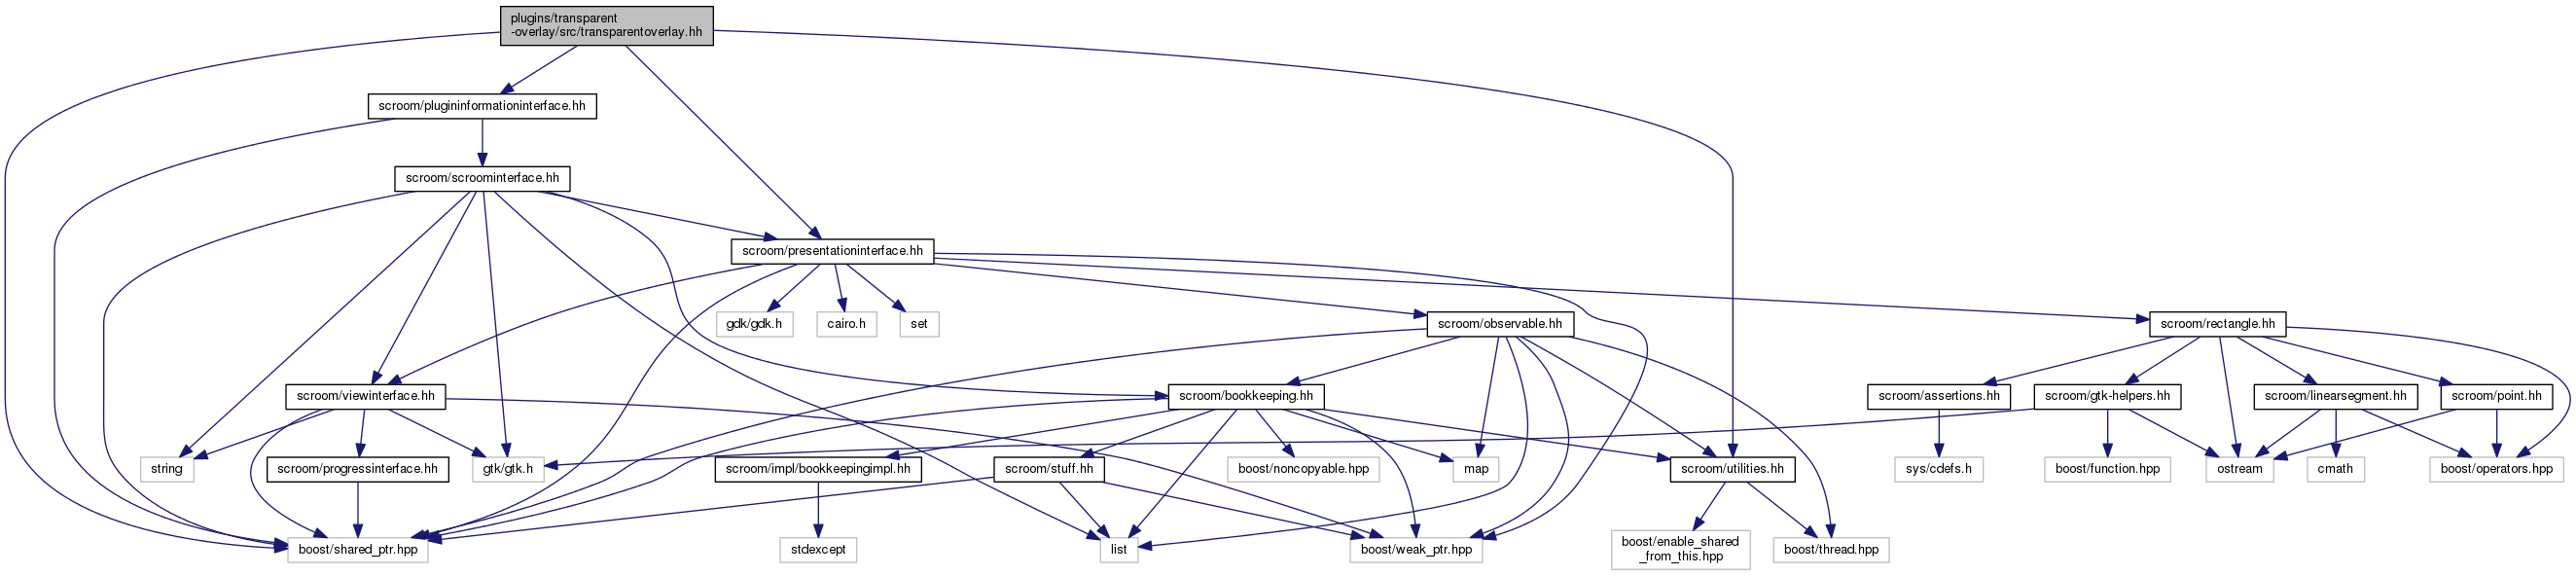 plugins/transparent
-overlay/src/transparentoverlay.hh
scroom/plugininformationinterface.hh
scroom/scroominterface.hh
scroom/presentationinterface.hh
gdk/gdk.h
cairo.h
set
scroom/observable.hh
scroom/rectangle.hh
scroom/viewinterface.hh
scroom/bookkeeping.hh
scroom/assertions.hh
scroom/gtk-helpers.hh
scroom/linearsegment.hh
scroom/point.hh
string
scroom/progressinterface.hh
gtk/gtk.h
scroom/impl/bookkeepingimpl.hh
scroom/stuff.hh
boost/noncopyable.hpp
map
scroom/utilities.hh
sys/cdefs.h
boost/function.hpp
ostream
cmath
boost/operators.hpp
boost/shared_ptr.hpp
stdexcept
list
boost/weak_ptr.hpp
boost/enable_shared
_from_this.hpp
boost/thread.hpp